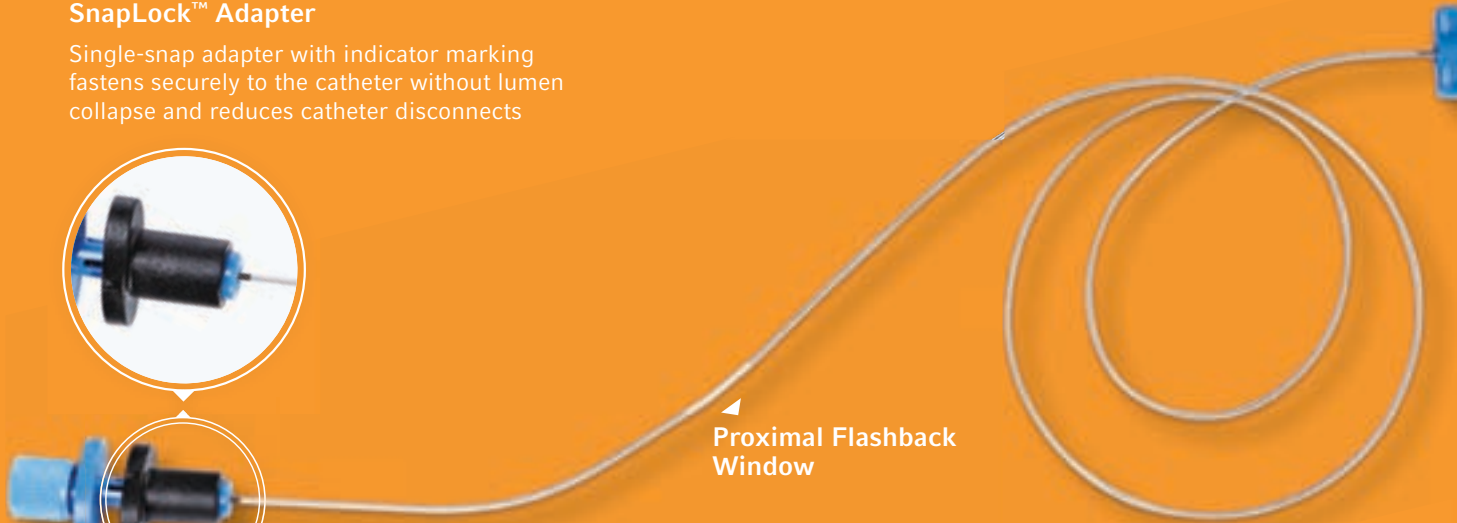 SnapLock™ Adapter
Single-snap adapter with indicator marking
fastens securely to the catheter without lumen
collapse and reduces catheter disconnects
Proximal Flashback
Window